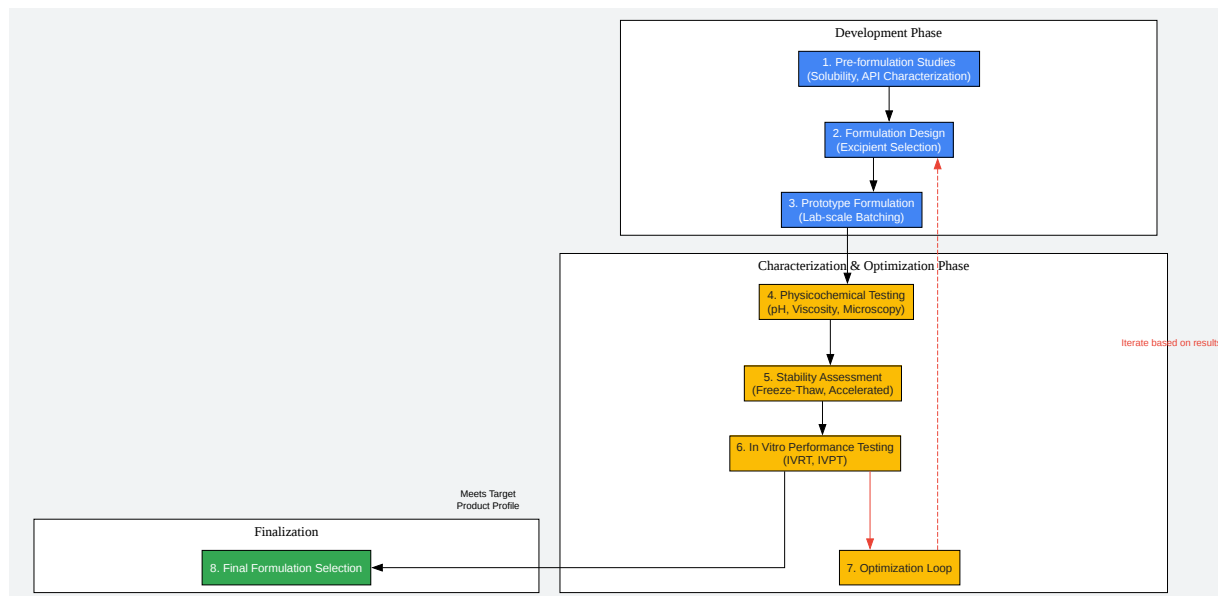 Development Phase
1. Pre-formulation Studies
(Solubility, API Characterization)
2. Formulation Design
(Excipient Selection)
3. Prototype Formulation
(Lab-scale Batching)
Characterization & Optimization Phase
4. Physicochemical Testing
(pH, Viscosity, Microscopy)
Iterate based on results
5. Stability Assessment
(Freeze-Thaw, Accelerated)
6. In Vitro Performance Testing
(IVRT, IVPT)
Meets Target
Product Profile
Finalization
8. Final Formulation Selection
7. Optimization Loop